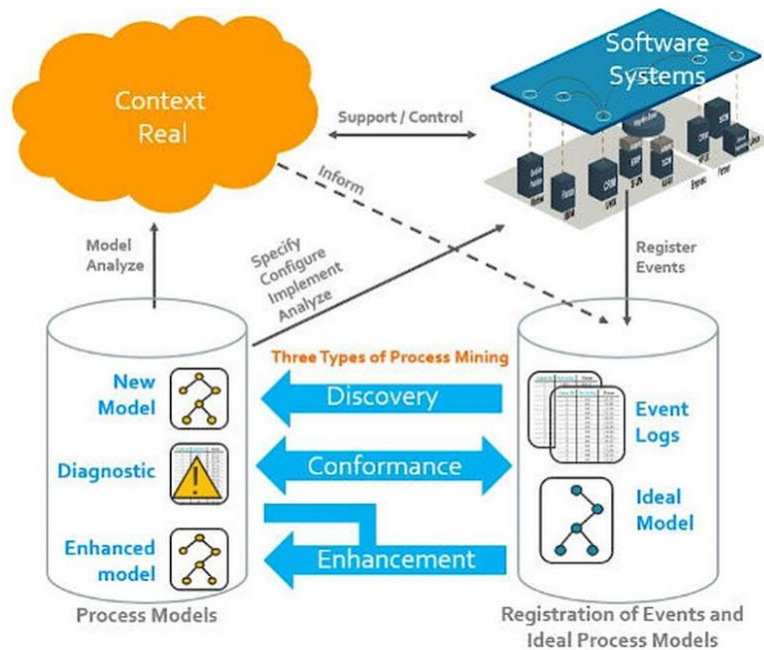 Context
Real
Software
Systems
Support / Control
Inform
Model
Analyze
Specify
Configure
Implement
Analyze
Register
Events
Three Types of Process Mining
New
Model
Discovery
Event
Logs
Diagnostic
Conformance
Ideal
Model
Enhanced
model
Enhancement
Process Models
Registration of Events and
Ideal Process Models
CRM
ERP